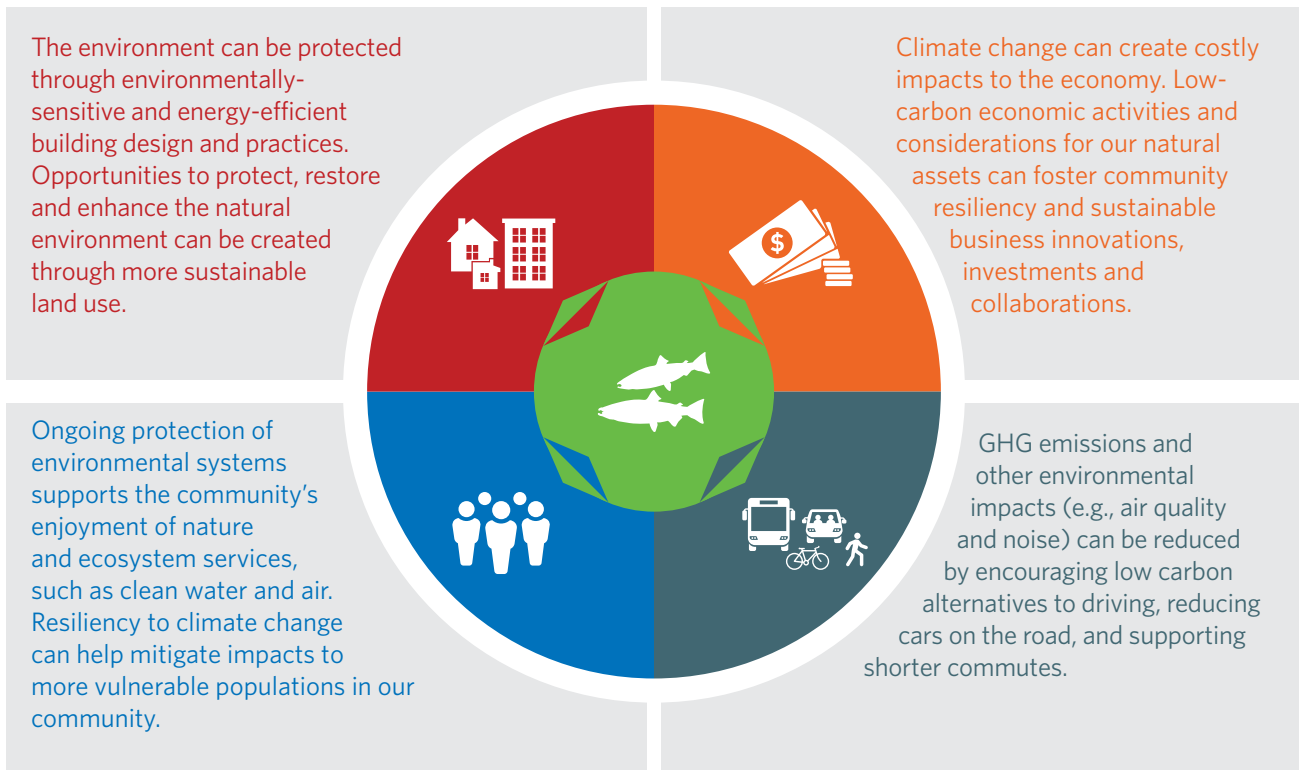 The environment can be protected
through environmentally-
sensitive and energy-efficient
building design and practices.
Opportunities to protect, restore
and enhance the natural
environment can be created
through more sustainable
land use.
Climate change can create costly
impacts to the economy. Low-
carbon economic activities and
considerations for our natural
assets can foster community
resiliency and sustainable
business innovations,
investments and
collaborations.
$
Ongoing protection of
environmental systems
supports the community's
enjoyment of nature
and ecosystem services,
such as clean water and air.
Resiliency to climate change
can help mitigate impacts to
more vulnerable populations in our
community.
GHG emissions and
other environmental
impacts (e.g., air quality
and noise) can be reduced
by encouraging low carbon
alternatives to driving, reducing
cars on the road, and supporting
shorter commutes.